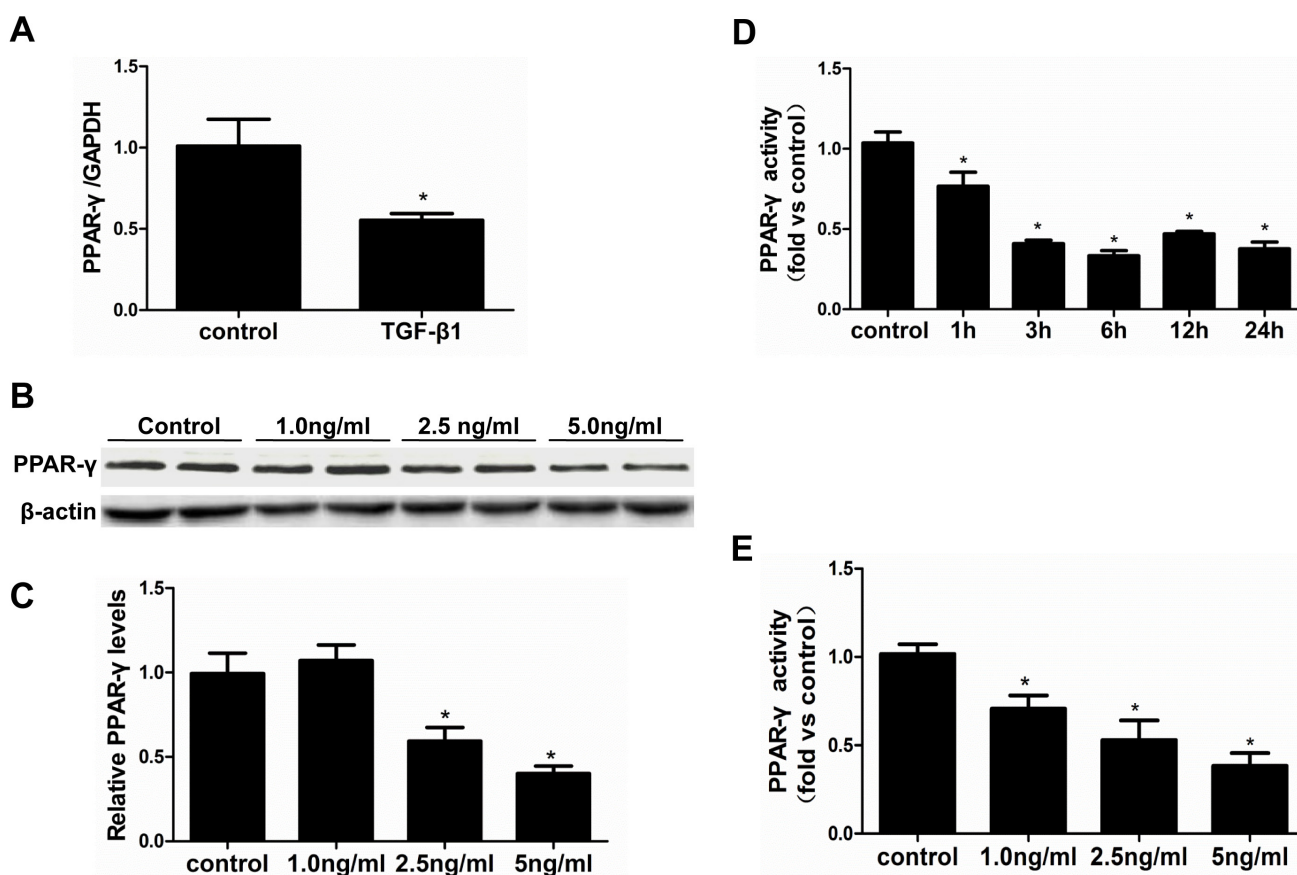 A
PPAR-γ /GAPDH
1.5
1.0
0.5
0.0
*
control TGF-β1
B
Control 1.0ng/ml 2.5 ng/ml 5.0ng/ml
PPAR-γ
β-actin
C
Relative PPAR-γ levels
1.5
1.0
0.5
0.0
* *
control 1.0ng/ml 2.5ng/ml 5ng/ml
D
PPAR-γ activity
(fold vs control)
1.5
1.0
0.5
0.0
* * * * *
control 1h 3h 6h 12h 24h
E
PPAR-γ activity
(fold vs control)
1.5
1.0
0.5
0.0
* * *
control 1.0ng/ml 2.5ng/ml 5ng/ml